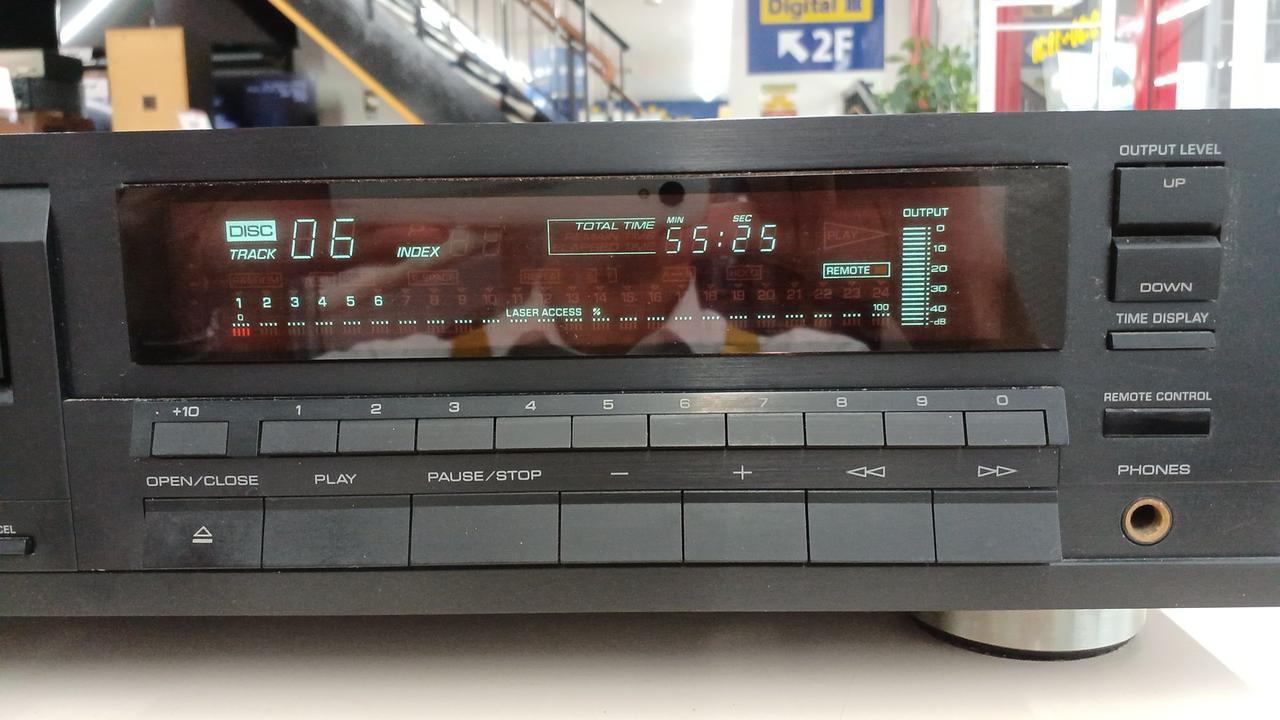 Digital
2F
OUTPUT LEVEL
UP
DOWN
TIME DISPLAY
REMOTE CONTROL
PHONES
DISC
TRACK 06 INDEX
TOTAL TIME
MIN SEC
55:25
PLAY
REMOTE
OUTPUT
0
10
20
30
40
-dB
1 2 3 4 5 6 7 8 9 10 11 12 13 14 15 16 17 18 19 20 21 22 23 24
0 LASER ACCESS % 100
+10 1 2 3 4 5 6 7 8 9 0
OPEN/CLOSE PLAY PAUSE/STOP — +
CEL